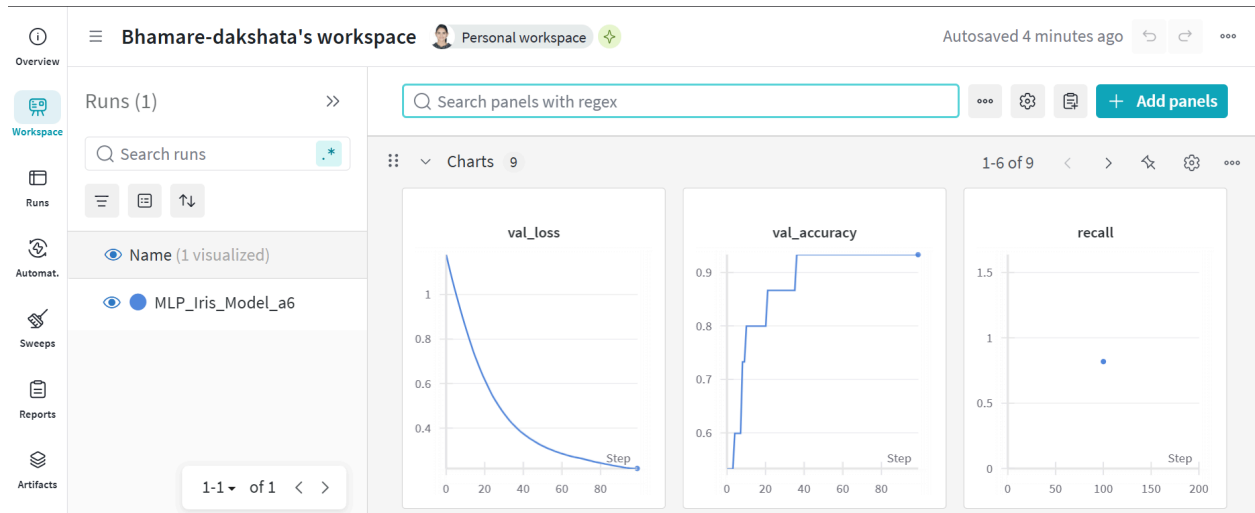 Overview
Workspace
Runs
Automat.
Sweeps
Reports
Artifacts
Bhamare-dakshata's workspace
Personal workspace
Autosaved 4 minutes ago
Runs (1)
Search runs
.*
Name (1 visualized)
MLP_Iris_Model_a6
1-1 of 1
Search panels with regex
+ Add panels
Charts 9
1-6 of 9
val_loss
1
0.8
0.6
0.4
Step
0 20 40 60 80
val_accuracy
0.9
0.8
0.7
0.6
Step
0 20 40 60 80
recall
1.5
1
0.5
0
Step
0 50 100 150 200